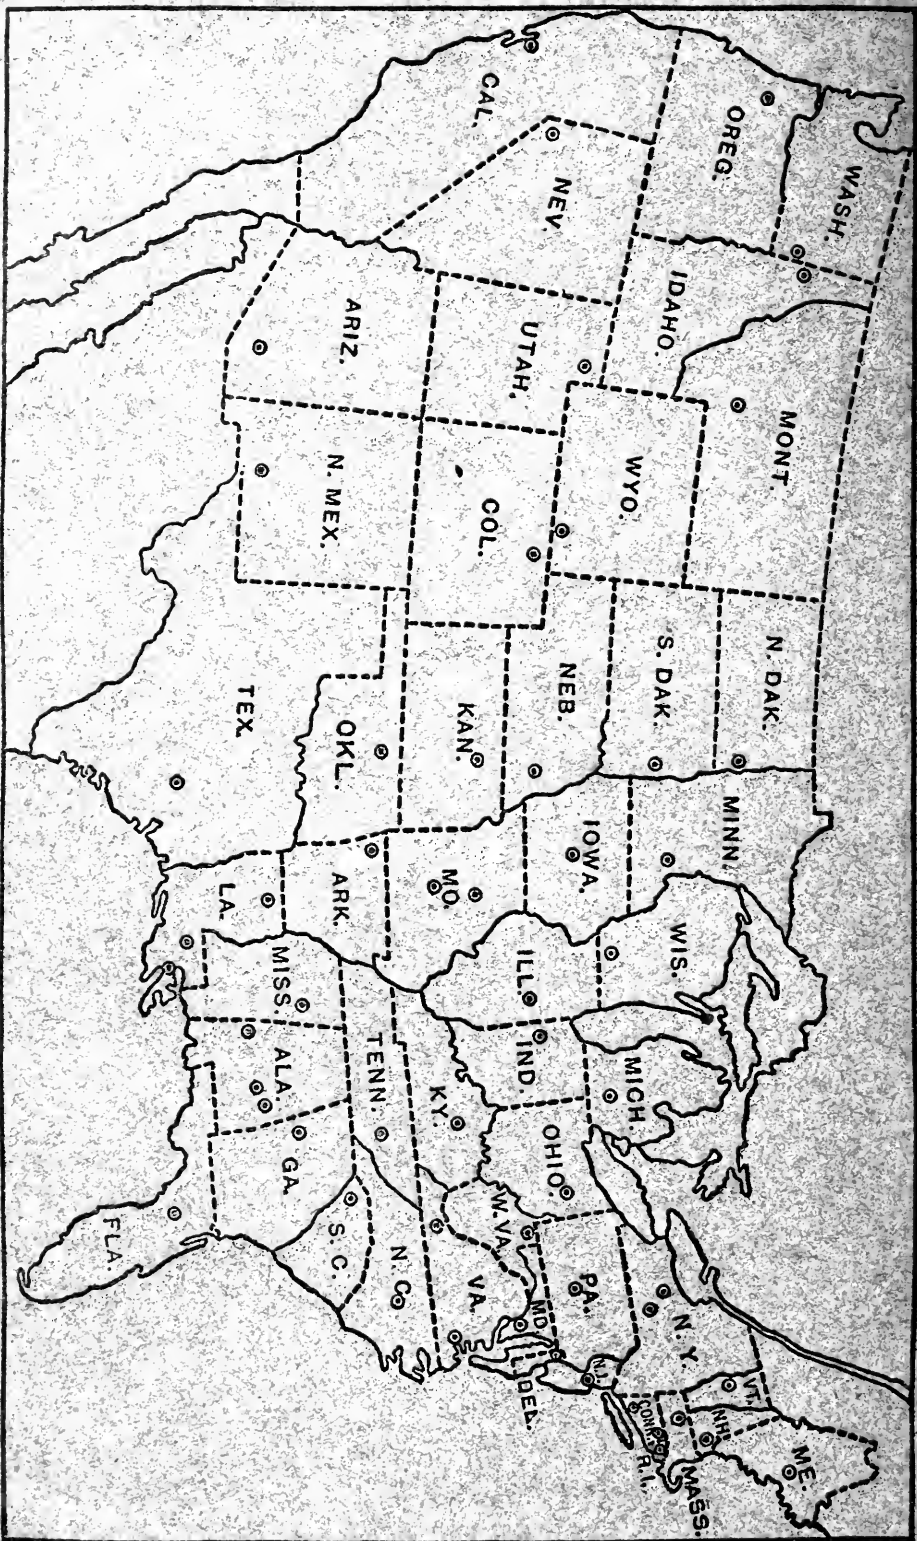 WASH.
OREG.
CAL.
NEV.
IDAHO.
MONT.
WYO.
UTAH.
ARIZ.
COL.
N. MEX.
N. DAK.
S. DAK.
NEB.
KAN.
OKL.
TEX.
MINN.
IOWA.
MO.
ARK.
LA.
WIS.
ILL.
MICH.
IND.
OHIO.
KY.
TENN.
MISS.
ALA.
GA.
FLA.
S. C.
N. C.
VA.
W. VA.
MD.
DEL.
PA.
N.J.
N. Y.
CONN.
R.I.
MASS.
VT.
N.H.
ME.